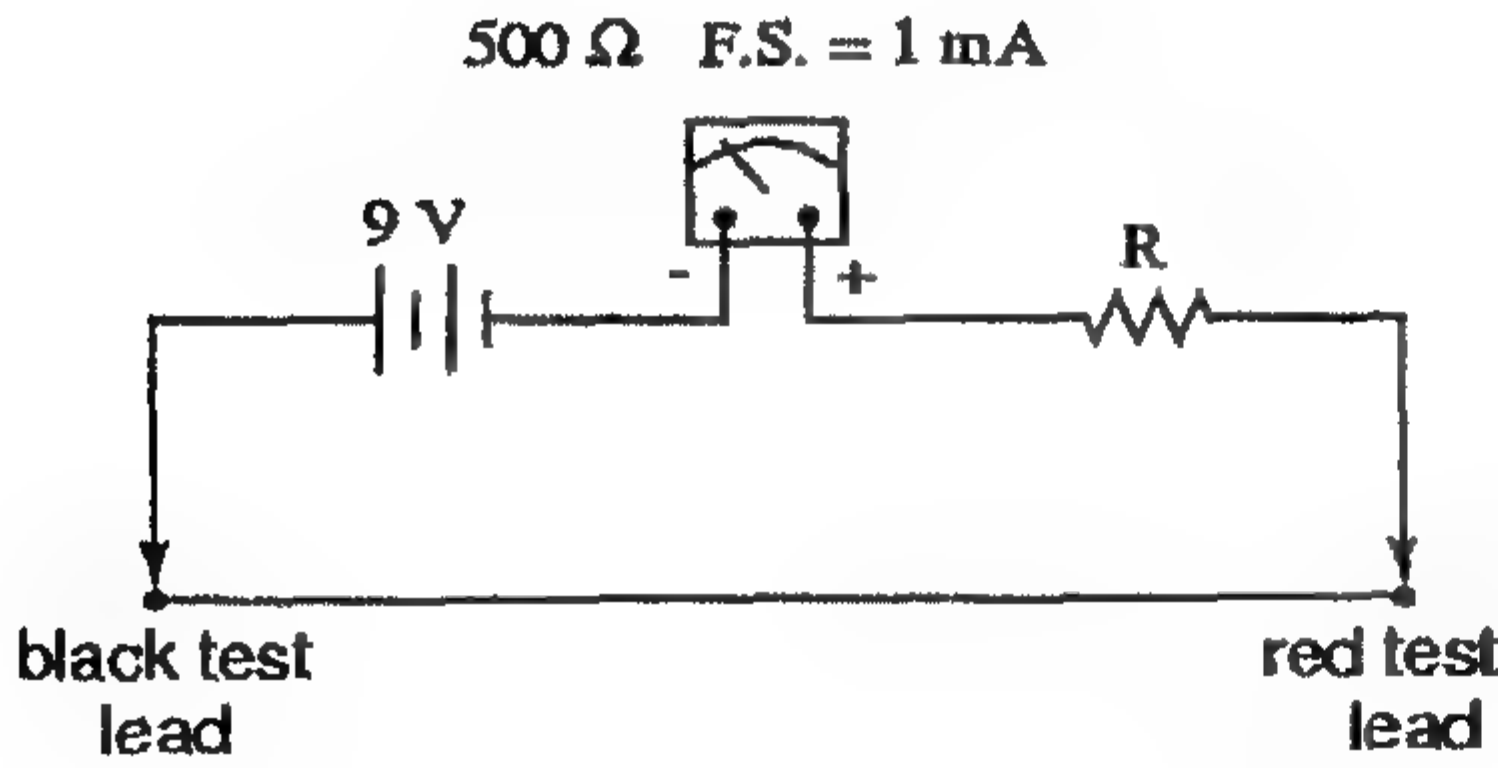 500 Ω F.S. = 1 mA
9 V
R
-
+
black test
lead
red test
lead